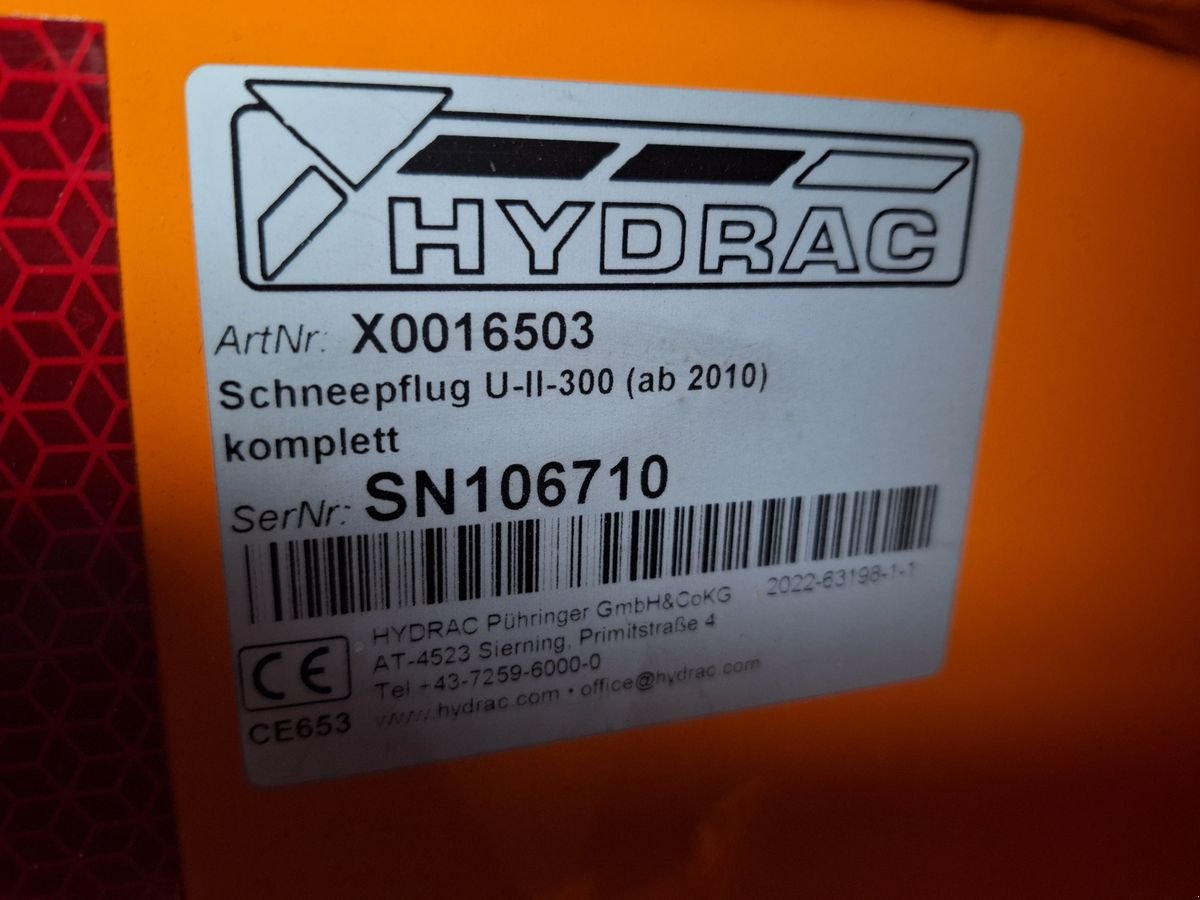 HYDRAC
ArtNr: X0016503
Schneepflug U-II-300 (ab 2010)
komplett
SerNr: SN106710
2022-63198-1-1
CE
CE653
HYDRAC Pühringer GmbH&CoKG
AT-4523 Sierning, Primitstraße 4
Tel +43-7259-6000-0
www.hydrac.com • office@hydrac.com